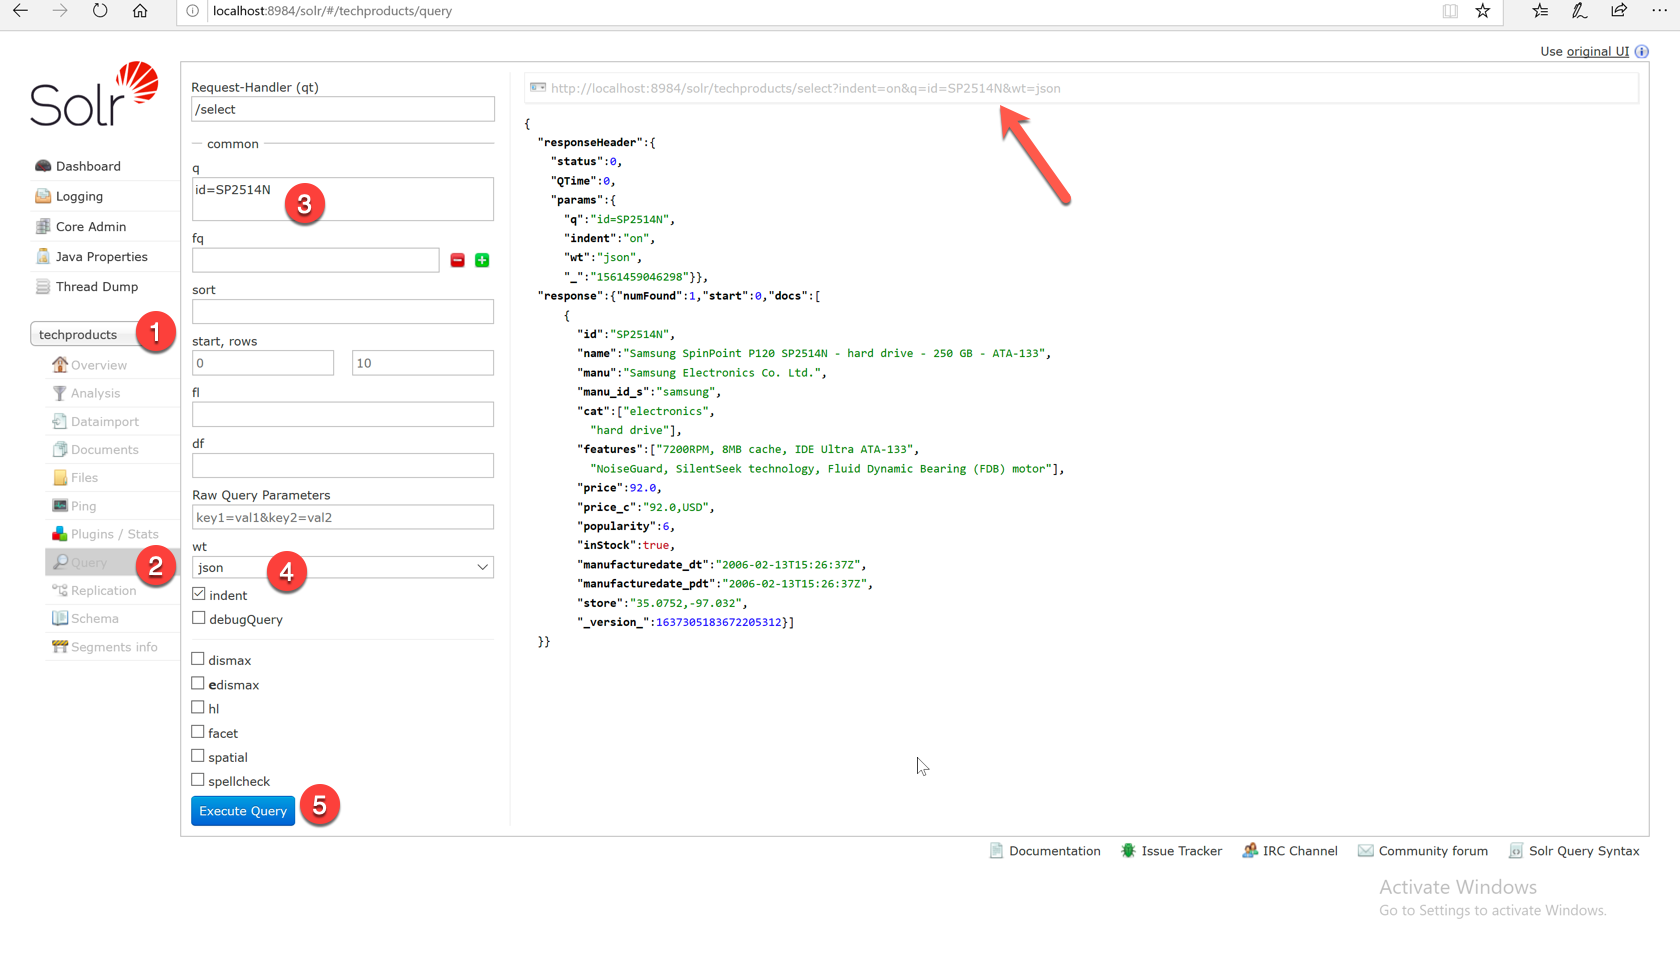 localhost:8984/solr/#/techproducts/query
Use original UI
Solr
Dashboard
Logging
Core Admin
Java Properties
Thread Dump
techproducts
1
Overview
Analysis
Dataimport
Documents
Files
Ping
Plugins / Stats
Query
2
Replication
Schema
Segments info
Request-Handler (qt)
/select
common
q
id=SP2514N
3
fq
sort
start, rows
0 10
fl
df
Raw Query Parameters
key1=val1&key2=val2
wt
json
4
indent
debugQuery
dismax
edismax
hl
facet
spatial
spellcheck
Execute Query
5
http://localhost:8984/solr/techproducts/select?indent=on&q=id=SP2514N&wt=json
{
"responseHeader":{
"status":0,
"QTime":0,
"params":{
"q":"id=SP2514N",
"indent":"on",
"wt":"json",
"_":"1561459046298"}},
"response":{"numFound":1,"start":0,"docs":[
{
"id":"SP2514N",
"name":"Samsung SpinPoint P120 SP2514N - hard drive - 250 GB - ATA-133",
"manu":"Samsung Electronics Co. Ltd.",
"manu_id_s":"samsung",
"cat":["electronics",
"hard drive"],
"features":["7200RPM, 8MB cache, IDE Ultra ATA-133",
"NoiseGuard, SilentSeek technology, Fluid Dynamic Bearing (FDB) motor"],
"price":92.0,
"price_c":"92.0,USD",
"popularity":6,
"inStock":true,
"manufacturedate_dt":"2006-02-13T15:26:37Z",
"manufacturedate_pdt":"2006-02-13T15:26:37Z",
"store":"35.0752,-97.032",
"_version_":1637305183672205312}]
}}
Documentation Issue Tracker IRC Channel Community forum Solr Query Syntax
Activate Windows
Go to Settings to activate Windows.